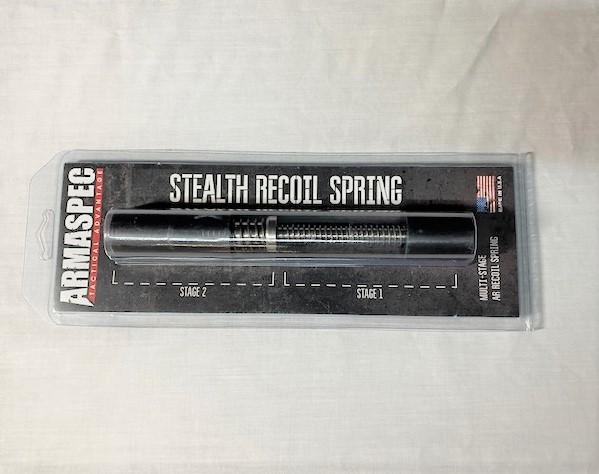 ARMASPEC
TACTICAL ADVANTAGE
STEALTH RECOIL SPRING
MADE IN U.S.A
STAGE 2
STAGE 1
MULTI-STAGE
AR RECOIL SPRING